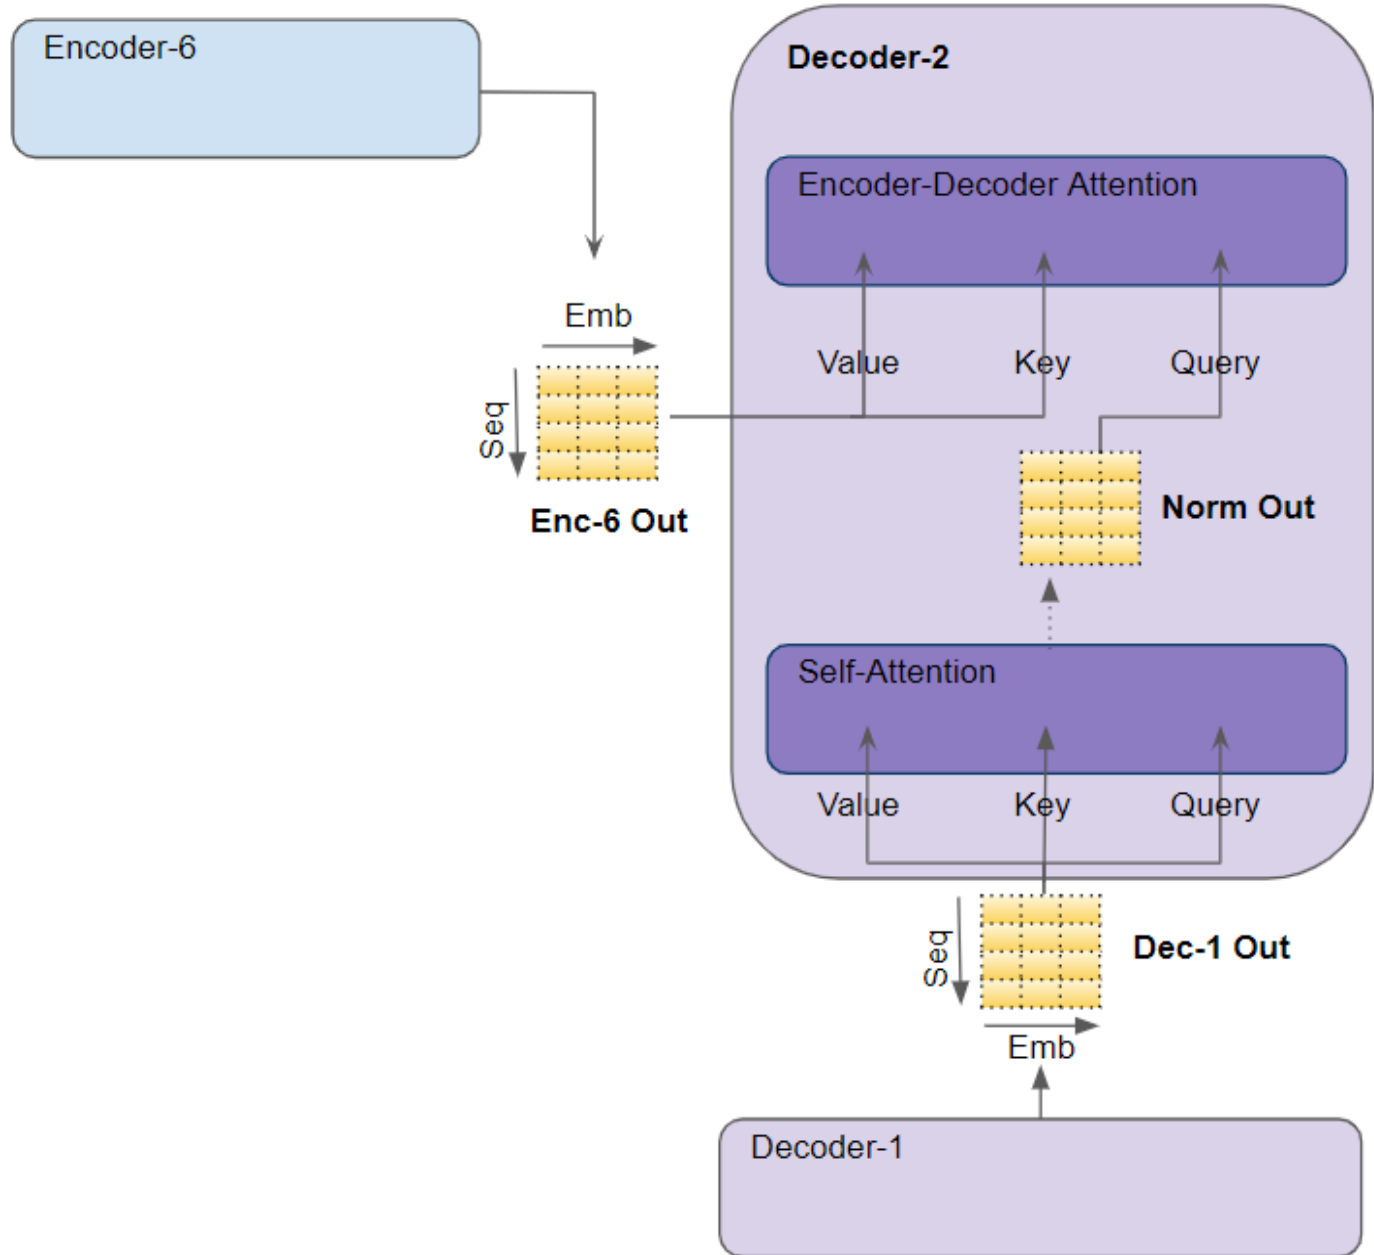 Encoder-6
Decoder-2
Encoder-Decoder Attention
Emb
Value
Key
Query
Seq
Enc-6 Out
Norm Out
Self-Attention
Value
Key
Query
Seq
Dec-1 Out
Emb
Decoder-1